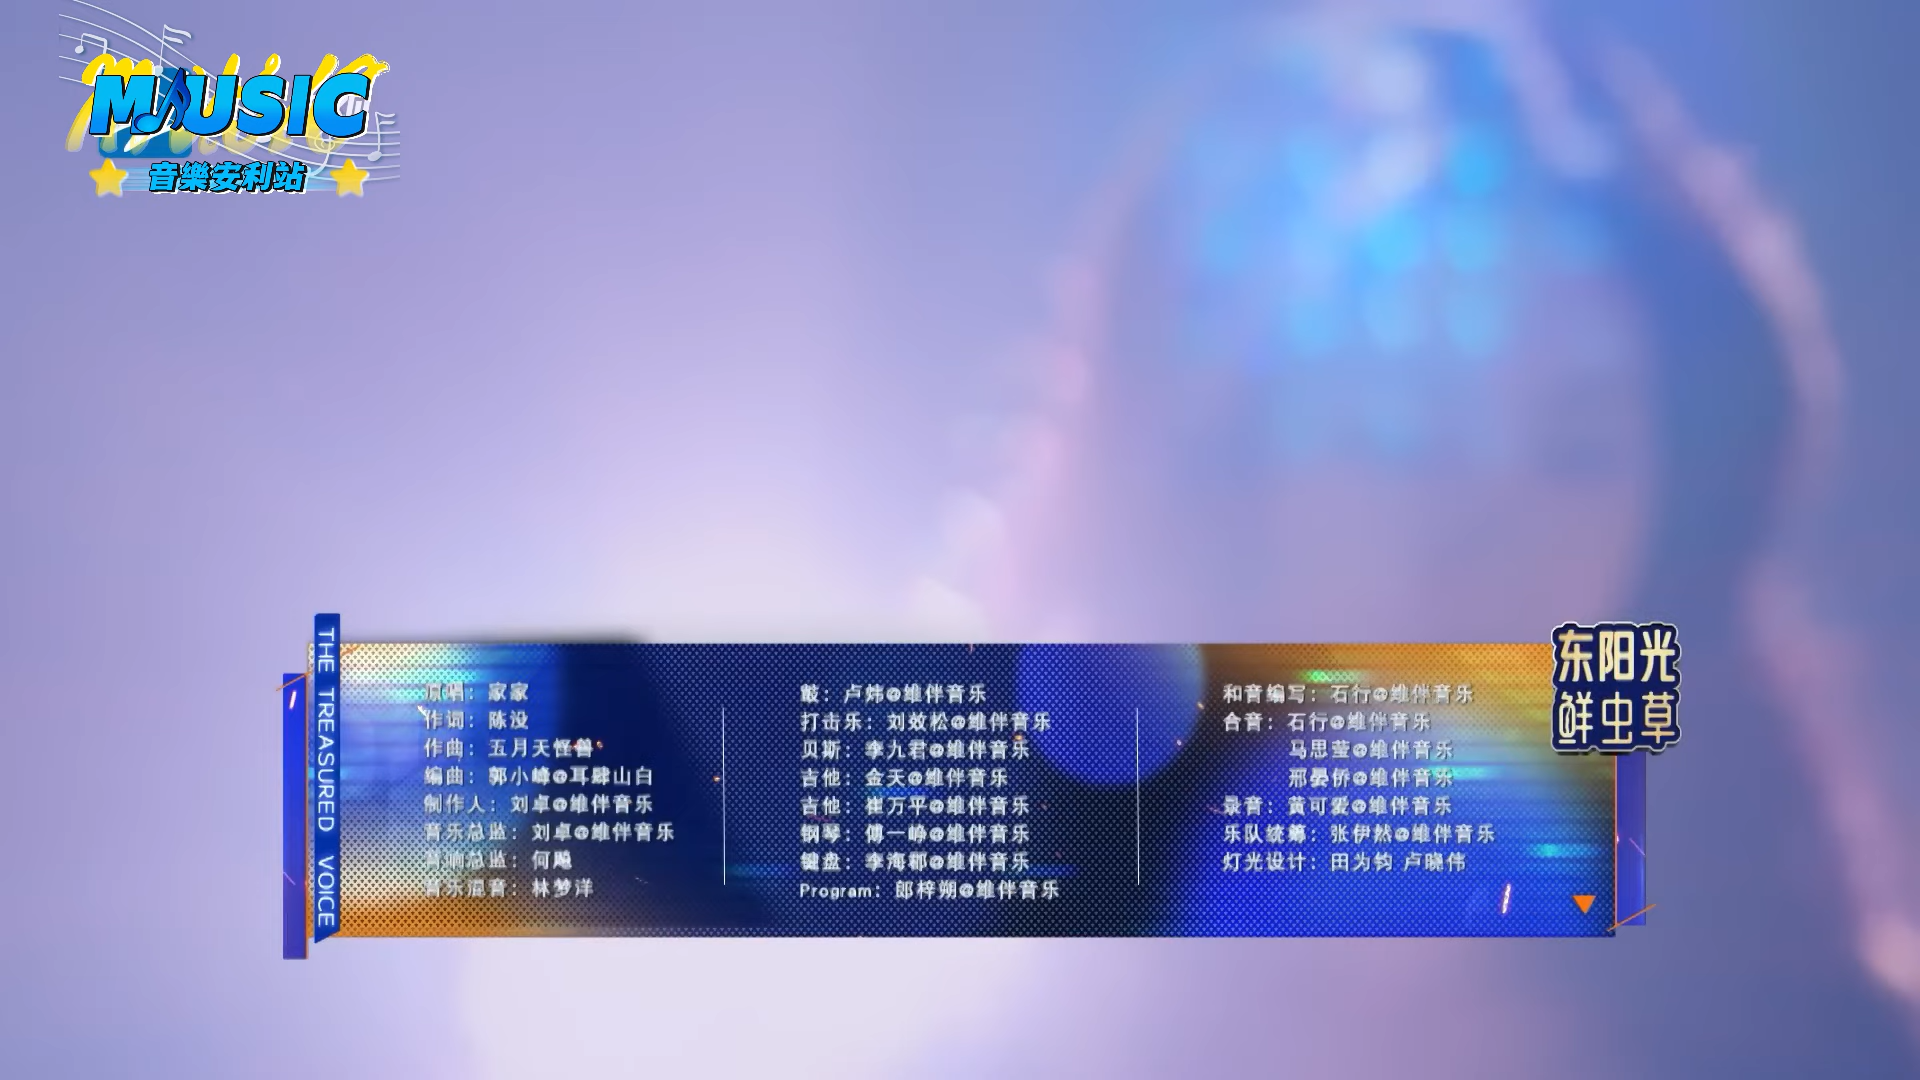 MUSIC
音樂安利站
THE TREASURED VOICE
东阳光
鲜虫草
原唱：家家
作词：陈没
作曲：五月天怪兽
编曲：郭小峰@耳肆山白
制作人：刘卓@维伴音乐
音乐总监：刘卓@维伴音乐
音响总监：何飚
音乐混音：林梦洋
鼓：卢炜@维伴音乐
打击乐：刘效松@维伴音乐
贝斯：李九君@维伴音乐
吉他：金天@维伴音乐
吉他：崔万平@维伴音乐
钢琴：傅一峥@维伴音乐
键盘：李海郡@维伴音乐
Program：郎梓朔@维伴音乐
和音编写：石行@维伴音乐
合音：石行@维伴音乐
马思莹@维伴音乐
邢晏侨@维伴音乐
录音：黄可爱@维伴音乐
乐队统筹：张伊然@维伴音乐
灯光设计：田为钧 卢晓伟